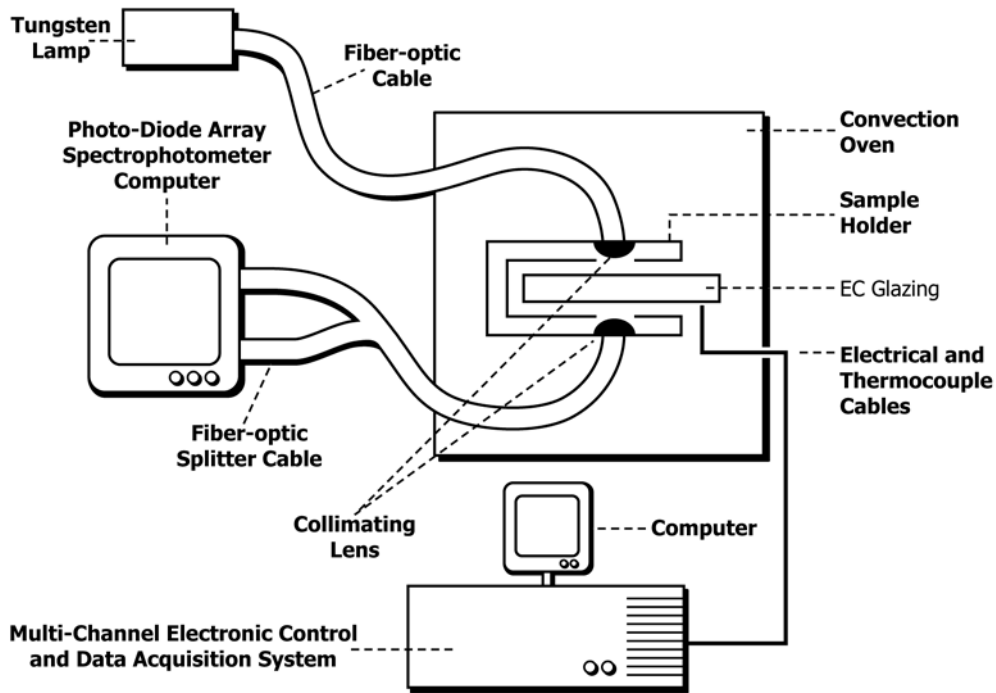 Tungsten
Lamp
Fiber-optic
Cable
Photo-Diode Array
Spectrophotometer
Computer
Convection
Oven
Sample
Holder
EC Glazing
Electrical and
Thermocouple
Cables
Fiber-optic
Splitter Cable
Collimating
Lens
Computer
Multi-Channel Electronic Control
and Data Acquisition System